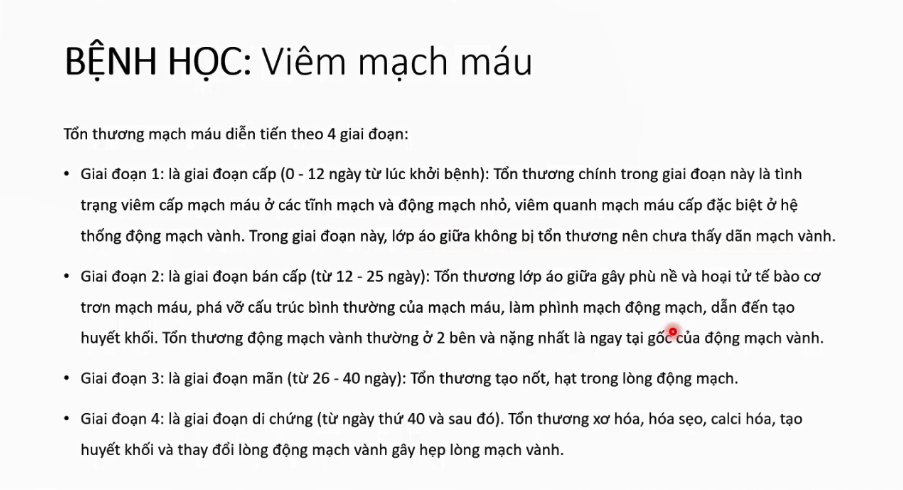 BỆNH HỌC: Viêm mạch máu
Tổn thương mạch máu diễn tiến theo 4 giai đoạn:
• Giai đoạn 1: là giai đoạn cấp (0 - 12 ngày từ lúc khởi bệnh): Tổn thương chính trong giai đoạn này là tình
trạng viêm cấp mạch máu ở các tĩnh mạch và động mạch nhỏ, viêm quanh mạch máu cấp đặc biệt ở hệ
thống động mạch vành. Trong giai đoạn này, lớp áo giữa không bị tổn thương nên chưa thấy dãn mạch vành.
• Giai đoạn 2: là giai đoạn bán cấp (từ 12 - 25 ngày): Tổn thương lớp áo giữa gây phù nề và hoại tử tế bào cơ
trơn mạch máu, phá vỡ cấu trúc bình thường của mạch máu, làm phình mạch động mạch, dẫn đến tạo
huyết khối. Tổn thương động mạch vành thường ở 2 bên và nặng nhất là ngay tại gốc của động mạch vành.
• Giai đoạn 3: là giai đoạn mãn (từ 26 - 40 ngày): Tổn thương tạo nốt, hạt trong lòng động mạch.
• Giai đoạn 4: là giai đoạn di chứng (từ ngày thứ 40 và sau đó). Tổn thương xơ hóa, hóa sẹo, calci hóa, tạo
huyết khối và thay đổi lòng động mạch vành gây hẹp lòng mạch vành.